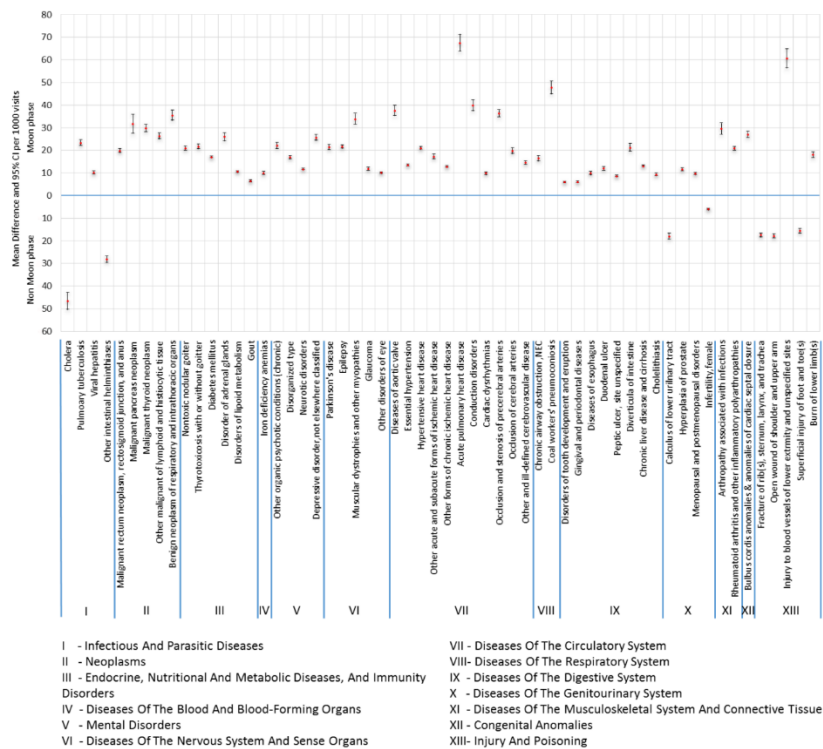 Mean Difference and 95% CI per 1000 visits
Moon phase
Non Moon phase
80
70
60
50
40
30
20
10
0
10
20
30
40
50
60
Cholera
Pulmonary tuberculosis
Viral hepatitis
Other intestinal helminthiases
Malignant rectum neoplasm, rectosigmoid junction, and anus
Malignant pancreas neoplasm
Malignant thyroid neoplasm
Other malignant of lymphoid and histiocytic tissue
Benign neoplasm of respiratory and intrathoracic organs
Nontoxic nodular goiter
Thyrotoxicosis with or without goitter
Diabetes mellitus
Disorder of adrenal glands
Disorders of lipoid metabolism
Gout
Iron deficiency anemias
Other organic psychotic conditions (chronic)
Disorganized type
Neurotic disorders
Depressive disorder,not elsewhere classified
Parkinson's disease
Epilepsy
Muscular dystrophies and other myopathies
Glaucoma
Other disorders of eye
Diseases of aortic valve
Essential hypertension
Hypertensive heart disease
Other acute and subacute forms of ischemic heart disease
Other forms of chronic ischemic heart disease
Acute pulmonary heart disease
Conduction disorders
Cardiac dysrhythmias
Occlusion and stenosis of precerebral arteries
Occlusion of cerebral arteries
Other and ill-defined cerebrovascular disease
Chronic airway obstruction ,NEC
Coal workers' pneumoconiosis
Disorders of tooth development and eruption
Gingival and periodontal diseases
Diseases of esophagus
Duodenal ulcer
Peptic ulcer, site unspecified
Diverticula of intestine
Chronic liver disease and cirrhosis
Cholelithiasis
Calculus of lower urinary tract
Hyperplasia of prostate
Menopausal and postmenopausal disorders
Infertility, female
Arthropathy associated with infections
Rheumatoid arthritis and other inflammatory polyarthropathies
Bulbus cordis anomalies & anomalies of cardiac septal closure
Fracture of rib(s), sternum, larynx, and trachea
Open wound of shoulder and upper arm
Injury to blood vessels of lower extrmity and unspecified sites
Superficial injury of foot and toe(s)
Burn of lower limb(s)
I II III IV V VI VII VIII IX X XI XII XIII
I - Infectious And Parasitic Diseases
II - Neoplasms
III - Endocrine, Nutritional And Metabolic Diseases, And Immunity
Disorders
IV - Diseases Of The Blood And Blood-Forming Organs
V - Mental Disorders
VI - Diseases Of The Nervous System And Sense Organs
VII - Diseases Of The Circulatory System
VIII- Diseases Of The Respiratory System
IX - Diseases Of The Digestive System
X - Diseases Of The Genitourinary System
XI - Diseases Of The Musculoskeletal System And Connective Tissue
XII - Congenital Anomalies
XIII- Injury And Poisoning